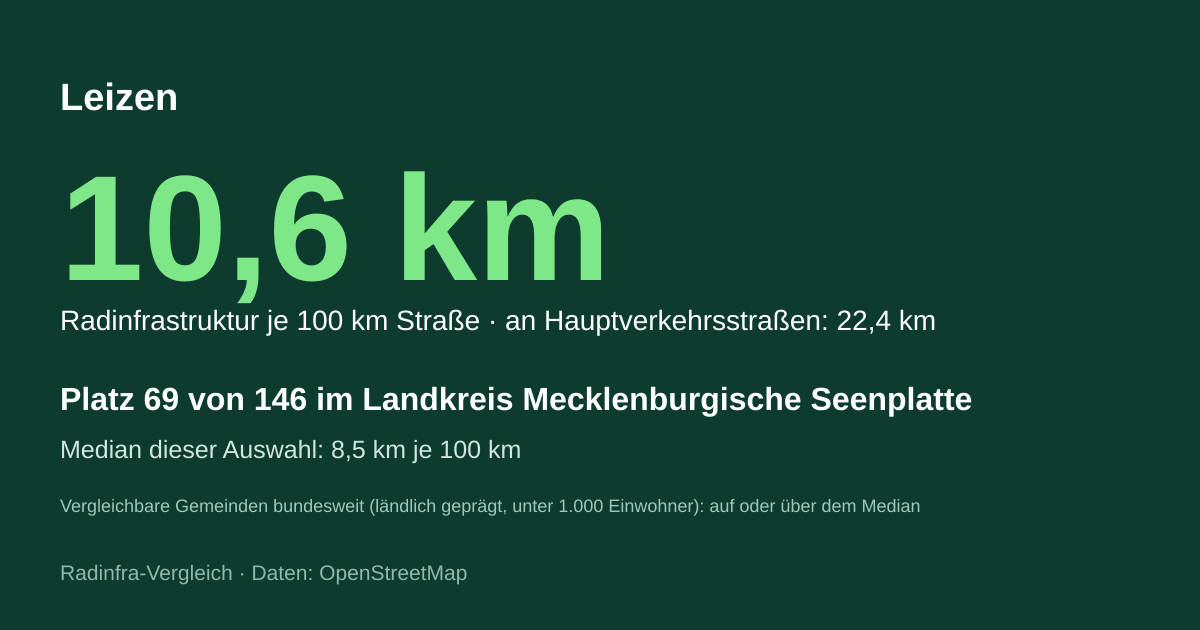 Leizen
10,6 km
Radinfrastruktur je 100 km Straße · an Hauptverkehrsstraßen: 22,4 km
Platz 69 von 146 im Landkreis Mecklenburgische Seenplatte
Median dieser Auswahl: 8,5 km je 100 km
Vergleichbare Gemeinden bundesweit (ländlich geprägt, unter 1.000 Einwohner): auf oder über dem Median
Radinfra-Vergleich · Daten: OpenStreetMap